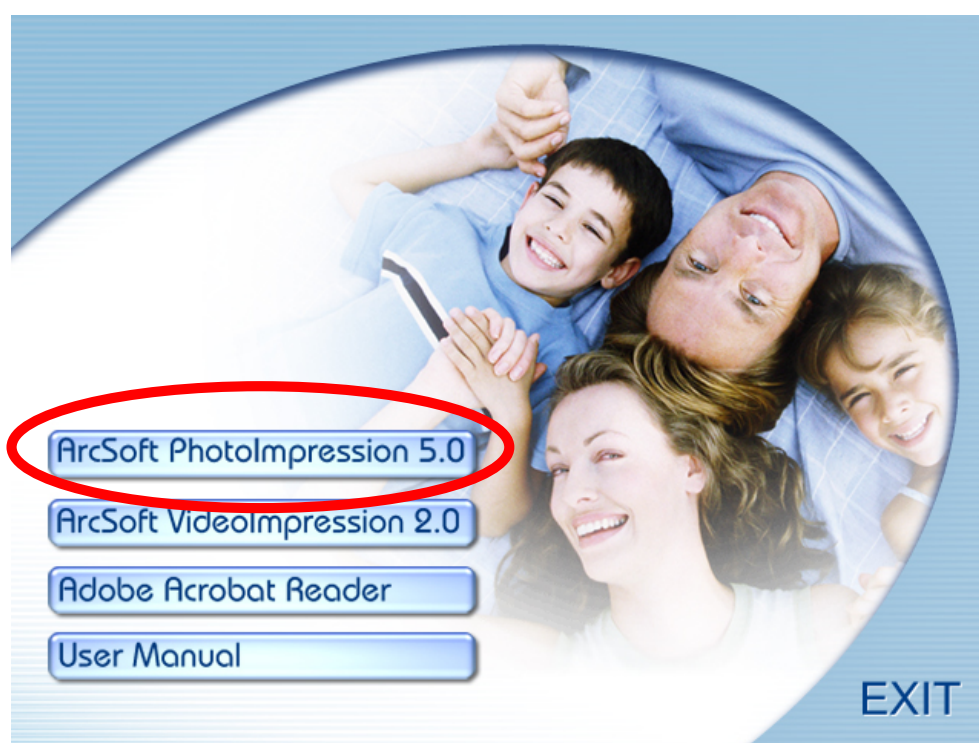 ArcSoft PhotoImpression 5.0
ArcSoft VideoImpression 2.0
Adobe Acrobat Reader
User Manual
EXIT